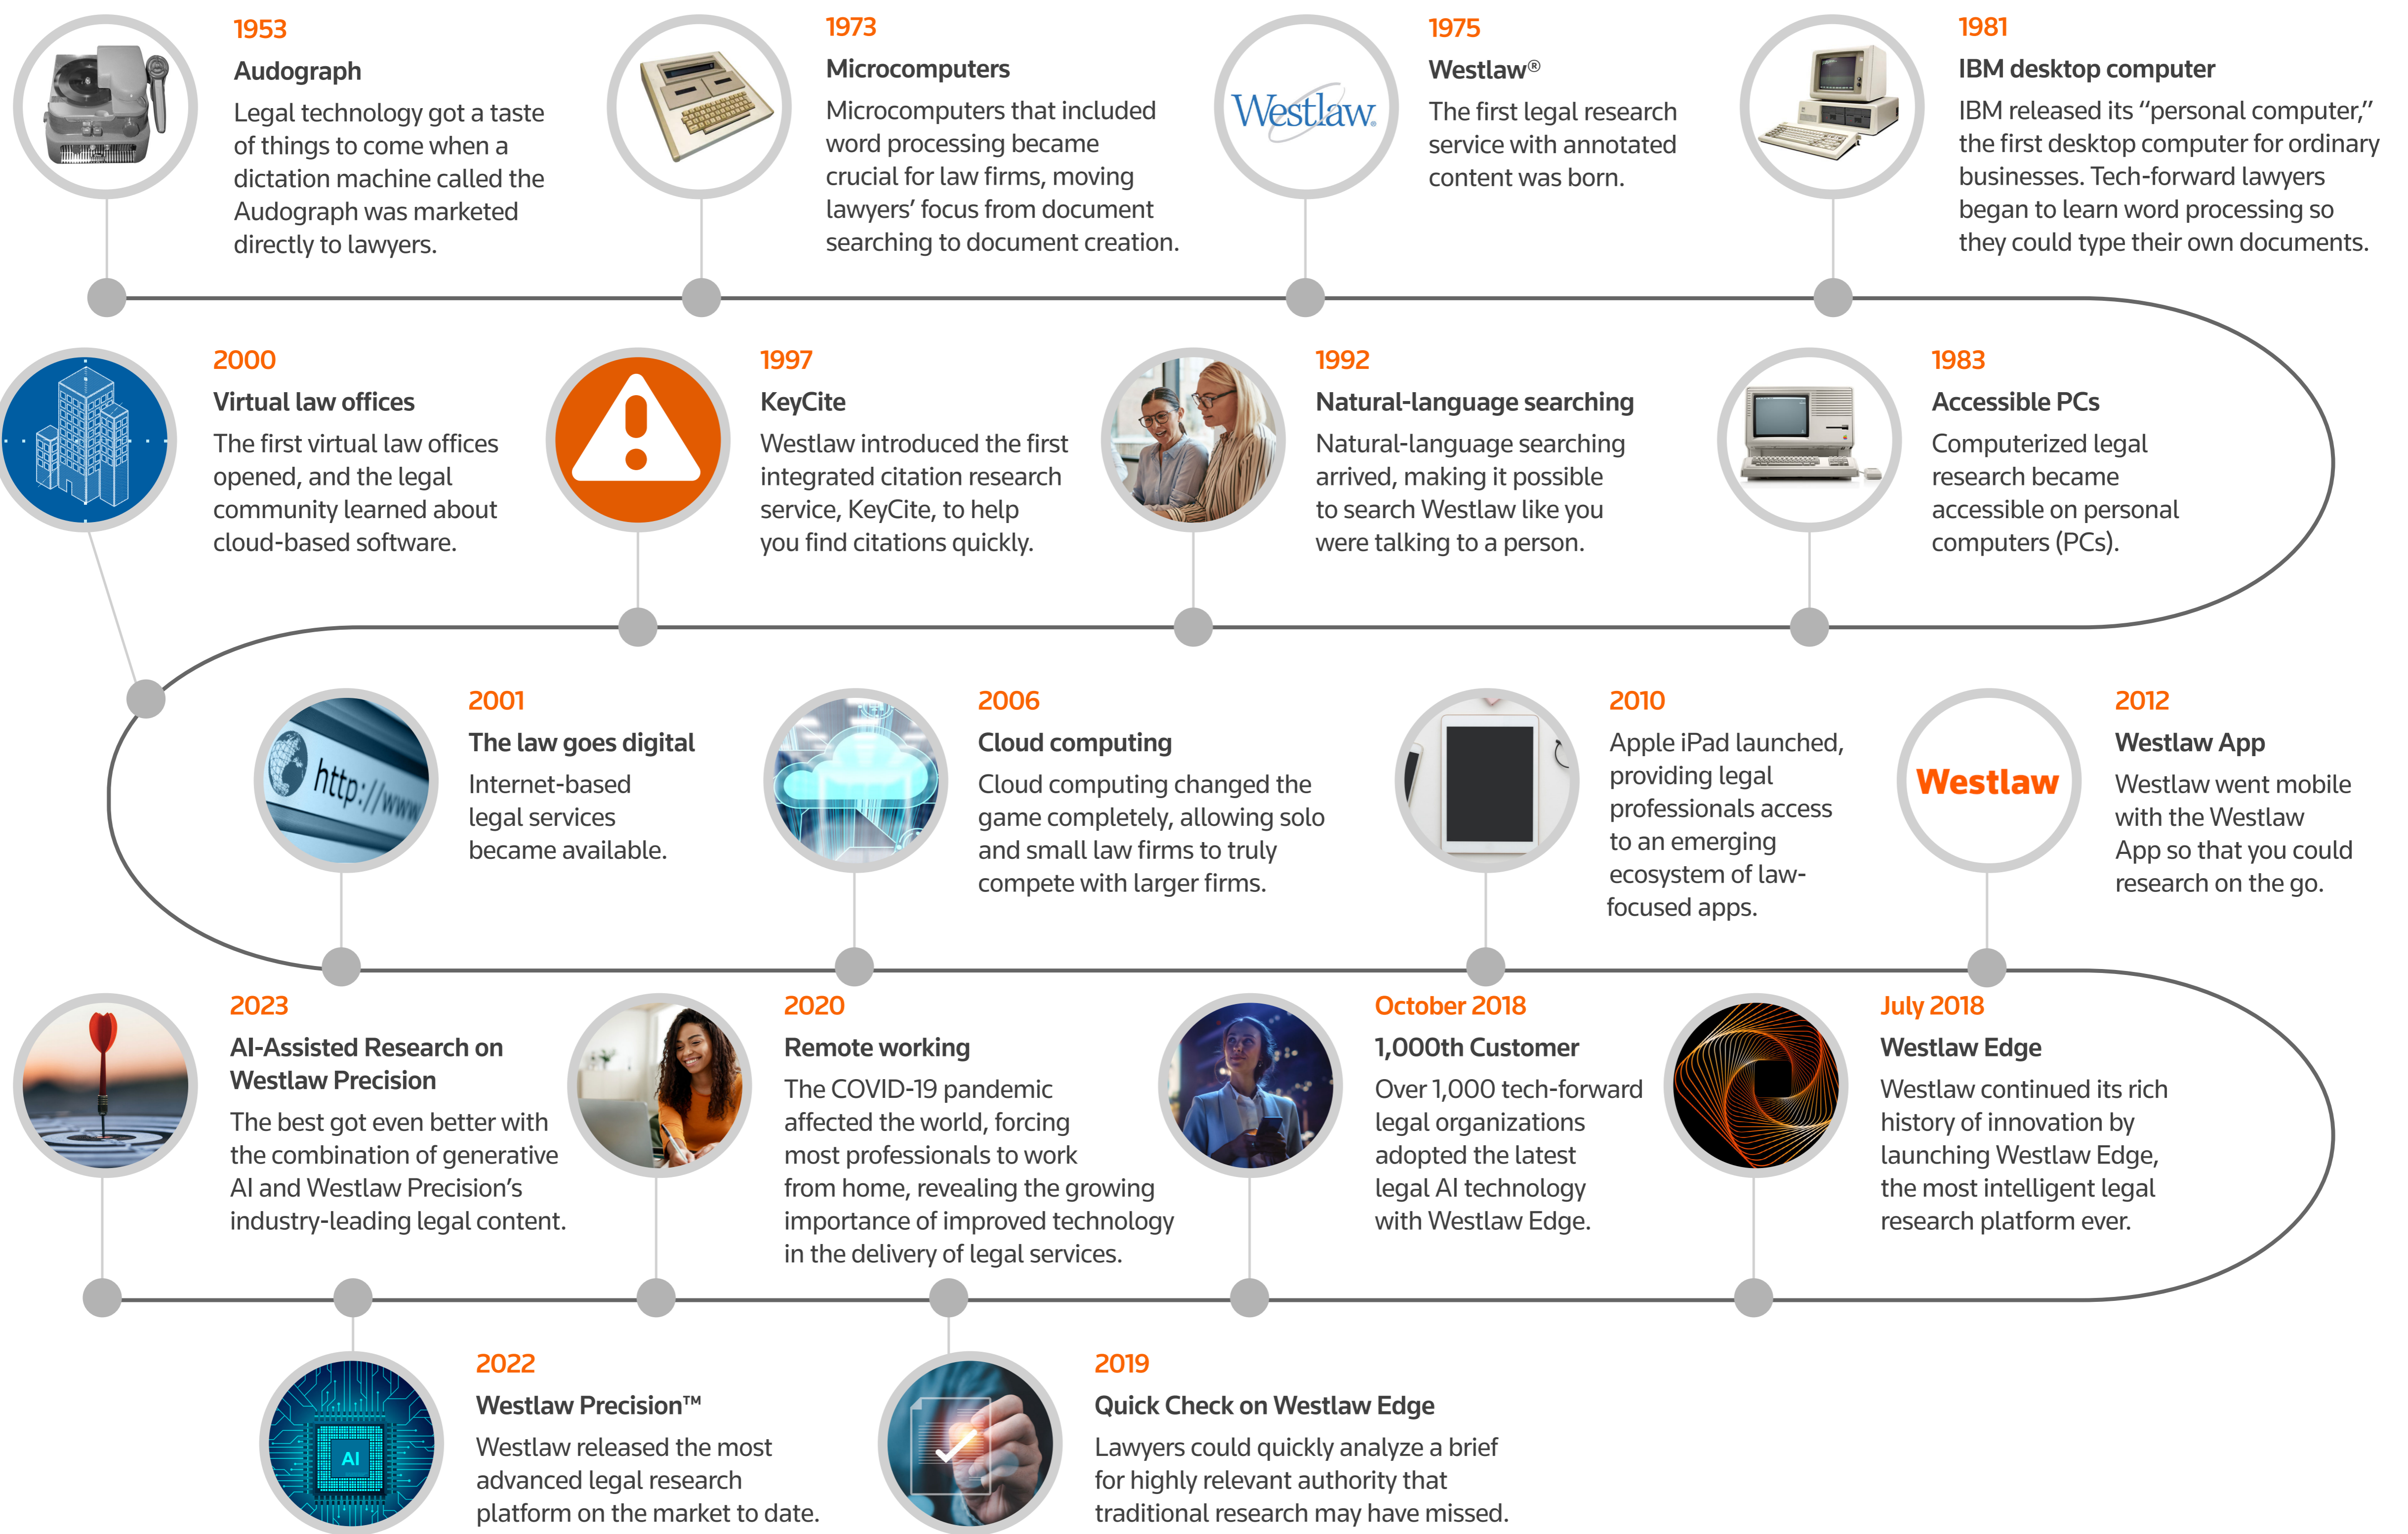 1953
Audograph
Legal technology got a taste
of things to come when a
dictation machine called the
Audograph was marketed
directly to lawyers.
1973
Microcomputers
Microcomputers that included
word processing became
crucial for law firms, moving
lawyers’ focus from document
searching to document creation.
Westlaw®
1975
Westlaw®
The first legal research
service with annotated
content was born.
1981
IBM desktop computer
IBM released its “personal computer,”
the first desktop computer for ordinary
businesses. Tech-forward lawyers
began to learn word processing so
they could type their own documents.
1983
Accessible PCs
Computerized legal
research became
accessible on personal
computers (PCs).
1992
Natural-language searching
Natural-language searching
arrived, making it possible
to search Westlaw like you
were talking to a person.
1997
KeyCite
Westlaw introduced the first
integrated citation research
service, KeyCite, to help
you find citations quickly.
2000
Virtual law offices
The first virtual law offices
opened, and the legal
community learned about
cloud-based software.
http://www
2001
The law goes digital
Internet-based
legal services
became available.
2006
Cloud computing
Cloud computing changed the
game completely, allowing solo
and small law firms to truly
compete with larger firms.
2010
Apple iPad launched,
providing legal
professionals access
to an emerging
ecosystem of law-
focused apps.
Westlaw
2012
Westlaw App
Westlaw went mobile
with the Westlaw
App so that you could
research on the go.
July 2018
Westlaw Edge
Westlaw continued its rich
history of innovation by
launching Westlaw Edge,
the most intelligent legal
research platform ever.
October 2018
1,000th Customer
Over 1,000 tech-forward
legal organizations
adopted the latest
legal AI technology
with Westlaw Edge.
2019
Quick Check on Westlaw Edge
Lawyers could quickly analyze a brief
for highly relevant authority that
traditional research may have missed.
2020
Remote working
The COVID-19 pandemic
affected the world, forcing
most professionals to work
from home, revealing the growing
importance of improved technology
in the delivery of legal services.
AI
2022
Westlaw Precision™
Westlaw released the most
advanced legal research
platform on the market to date.
2023
AI-Assisted Research on
Westlaw Precision
The best got even better with
the combination of generative
AI and Westlaw Precision’s
industry-leading legal content.